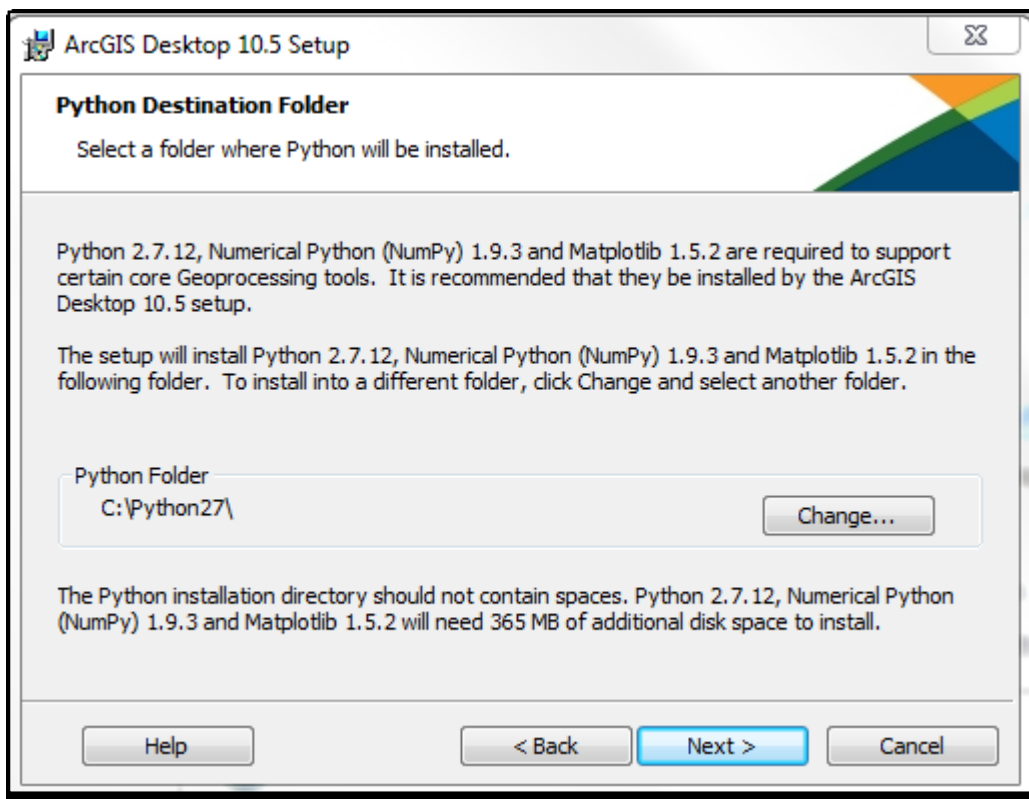 ArcGIS Desktop 10.5 Setup
Python Destination Folder
Select a folder where Python will be installed.
Python 2.7.12, Numerical Python (NumPy) 1.9.3 and Matplotlib 1.5.2 are required to support
certain core Geoprocessing tools.  It is recommended that they be installed by the ArcGIS
Desktop 10.5 setup.
The setup will install Python 2.7.12, Numerical Python (NumPy) 1.9.3 and Matplotlib 1.5.2 in the
following folder.  To install into a different folder, click Change and select another folder.
Python Folder
C:\Python27\
Change...
The Python installation directory should not contain spaces. Python 2.7.12, Numerical Python
(NumPy) 1.9.3 and Matplotlib 1.5.2 will need 365 MB of additional disk space to install.
Help
< Back
Next >
Cancel